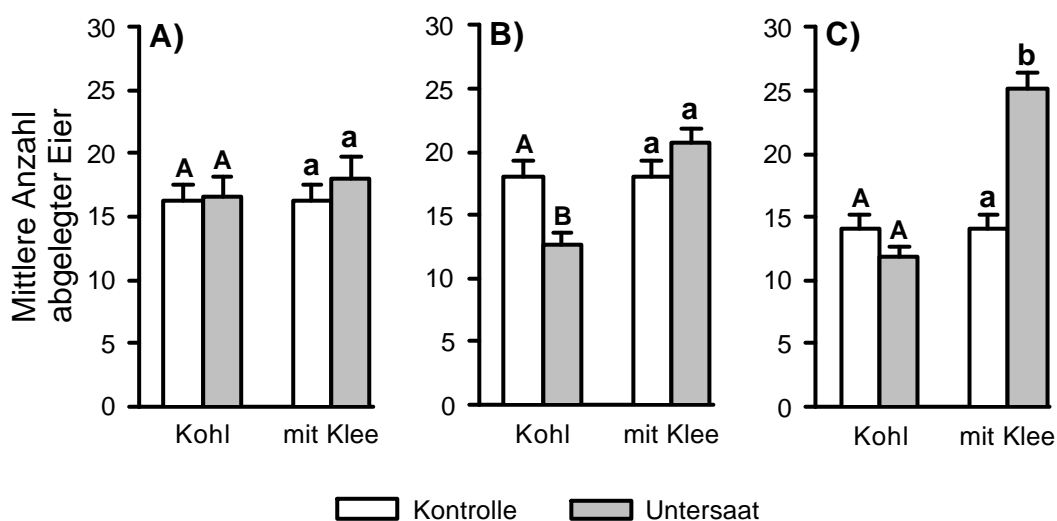 Mittlere Anzahl
abgelegter Eier
A)
30
25
20
15
10
5
0
A A a a
Kohl mit Klee
B)
30
25
20
15
10
5
0
A B a a
Kohl mit Klee
C)
30
25
20
15
10
5
0
A A a b
Kohl mit Klee
Kontrolle Untersaat